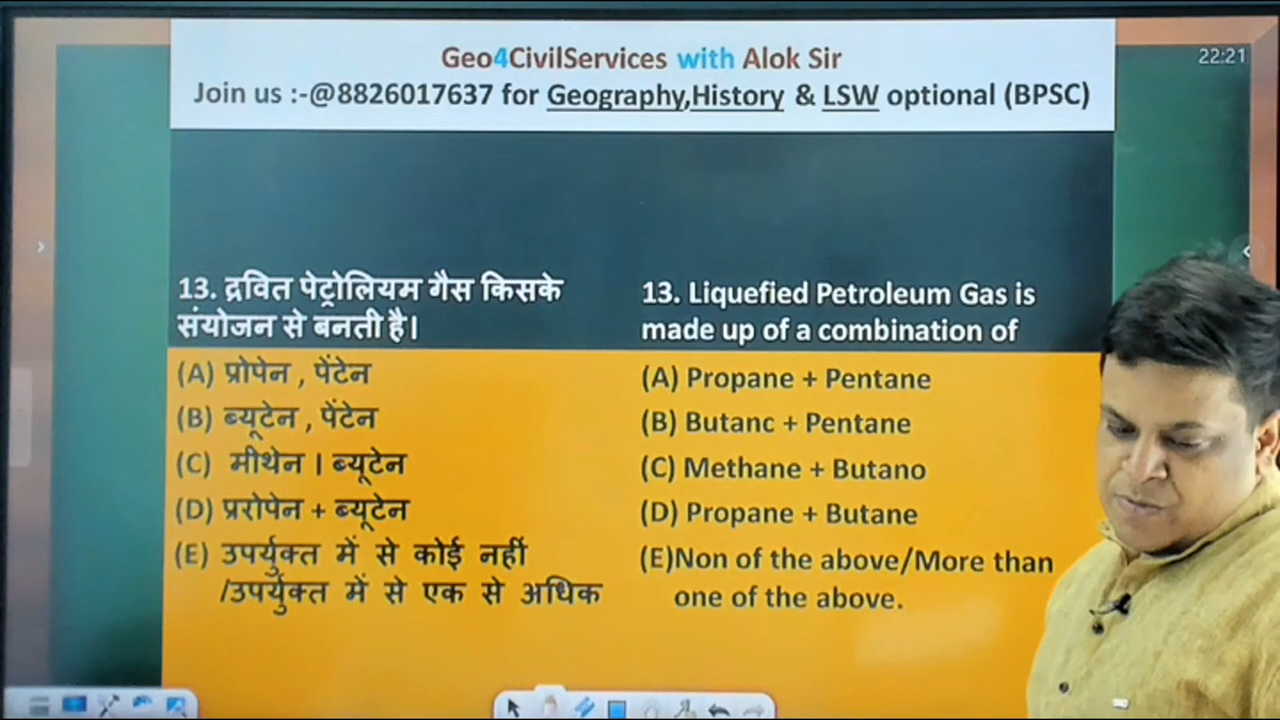 Geo4CivilServices with Alok Sir
Join us :-@8826017637 for Geography,History & LSW optional (BPSC)
22:21
13. द्रवित पेट्रोलियम गैस किसके
संयोजन से बनती है।
(A) प्रोपेन , पेंटेन
(B) ब्यूटेन , पेंटेन
(C) मीथेन । ब्यूटेन
(D) प्ररोपेन + ब्यूटेन
(E) उपर्युक्त में से कोई नहीं
/उपर्युक्त में से एक से अधिक
13. Liquefied Petroleum Gas is
made up of a combination of
(A) Propane + Pentane
(B) Butanc + Pentane
(C) Methane + Butano
(D) Propane + Butane
(E)Non of the above/More than
one of the above.